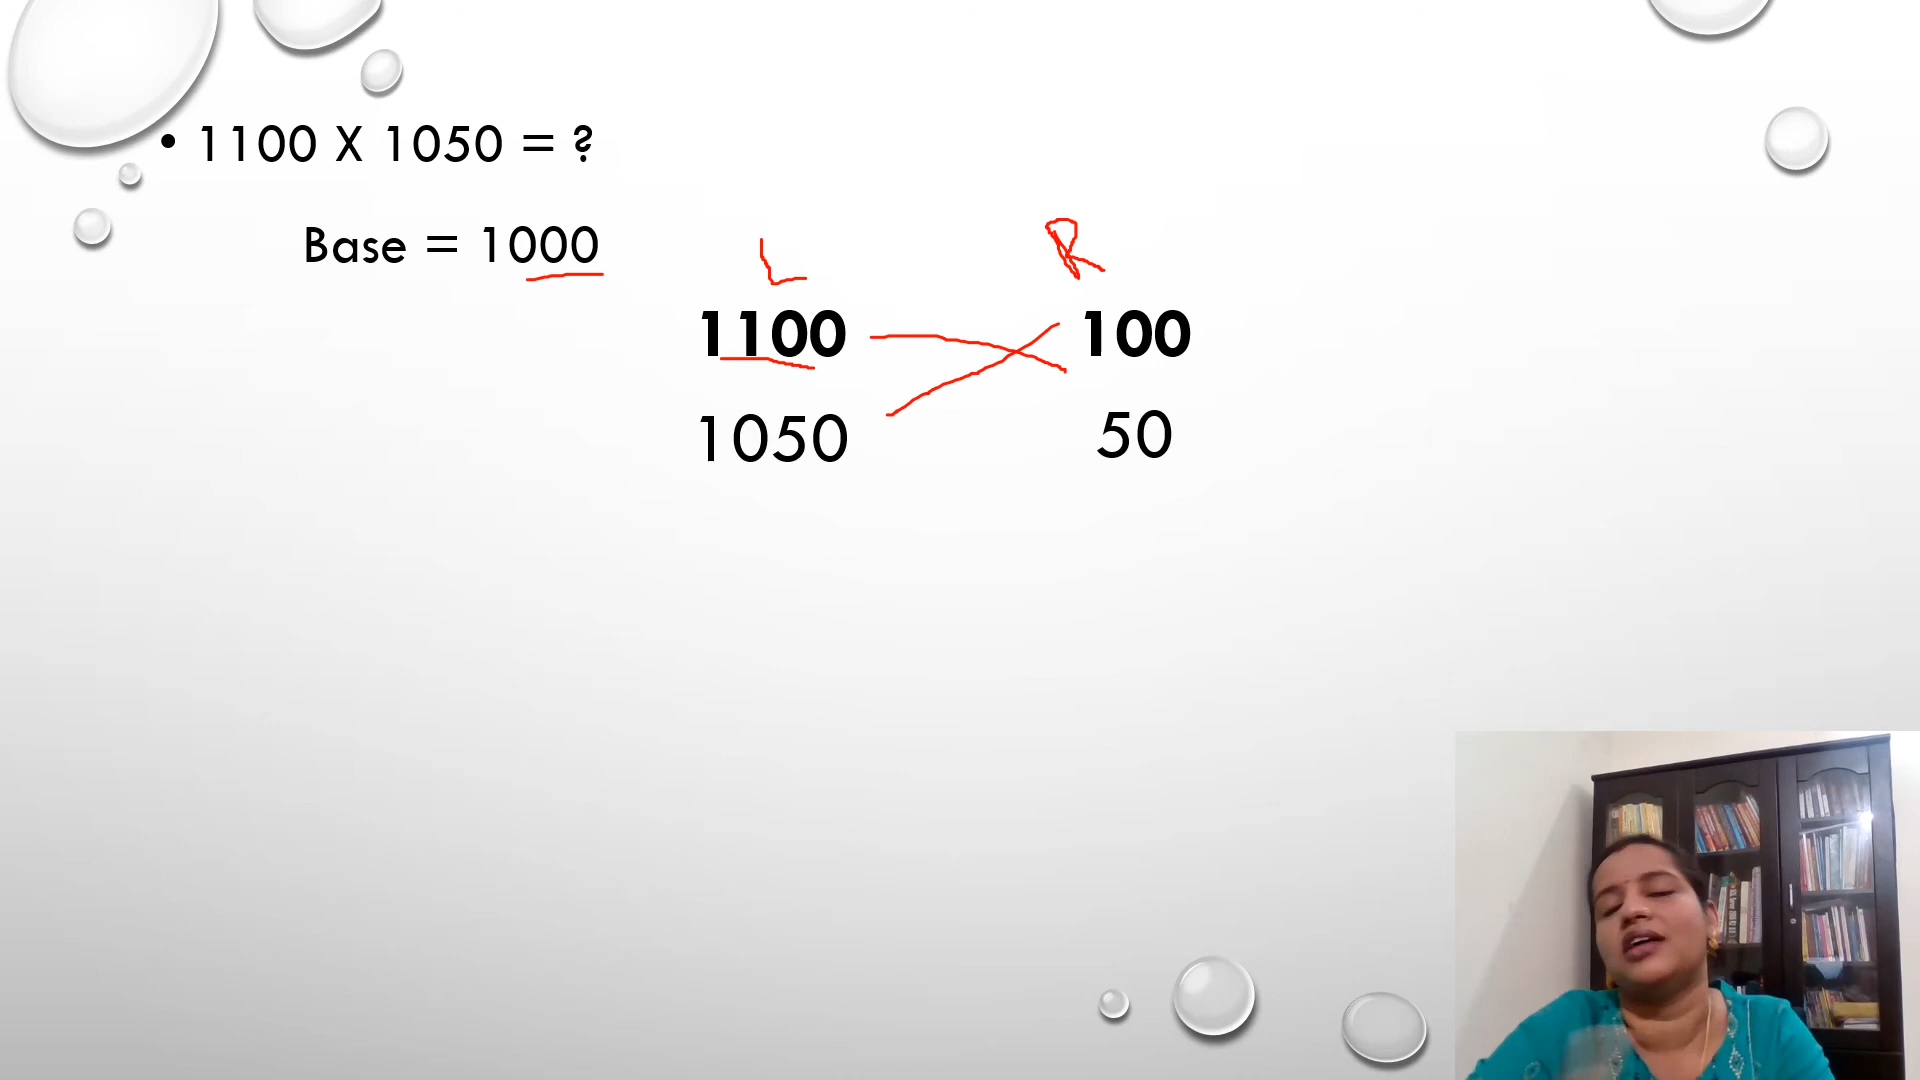 • 1100 X 1050 = ?
Base = 1000
L R
1100 100
1050 50